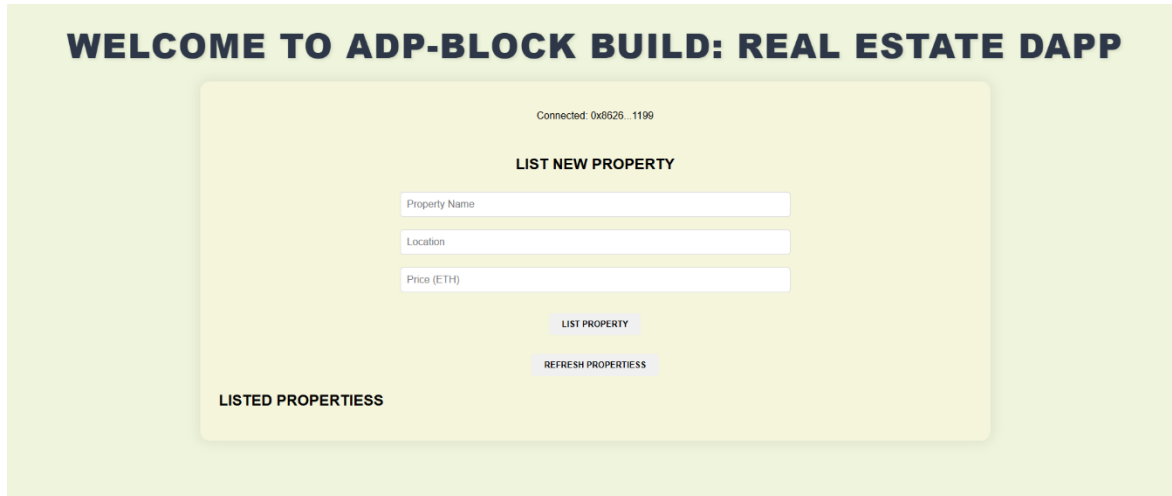 WELCOME TO ADP-BLOCK BUILD: REAL ESTATE DAPP
Connected: 0x8626...1199
LIST NEW PROPERTY
Property Name
Location
Price (ETH)
LIST PROPERTY
REFRESH PROPERTIESS
LISTED PROPERTIESS